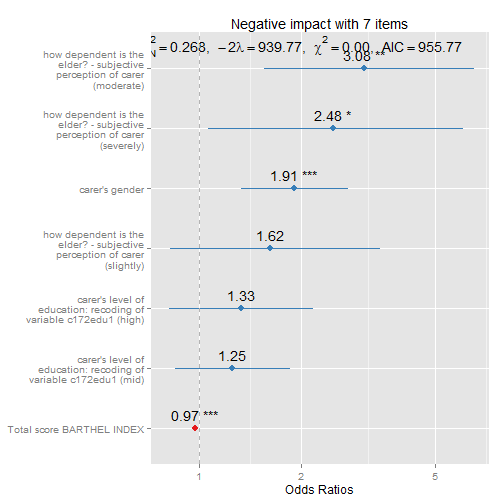 Negative impact with 7 items
2
N = 0.268, −2λ = 939.77, χ² = 0.00, AIC = 955.77
how dependent is the
elder? - subjective
perception of carer
(moderate)
3.08 **
how dependent is the
elder? - subjective
perception of carer
(severely)
2.48 *
carer's gender
1.91 ***
how dependent is the
elder? - subjective
perception of carer
(slightly)
1.62
carer's level of
education: recoding of
variable c172edu1 (high)
1.33
carer's level of
education: recoding of
variable c172edu1 (mid)
1.25
Total score BARTHEL INDEX
0.97 ***
1 2 5
Odds Ratios